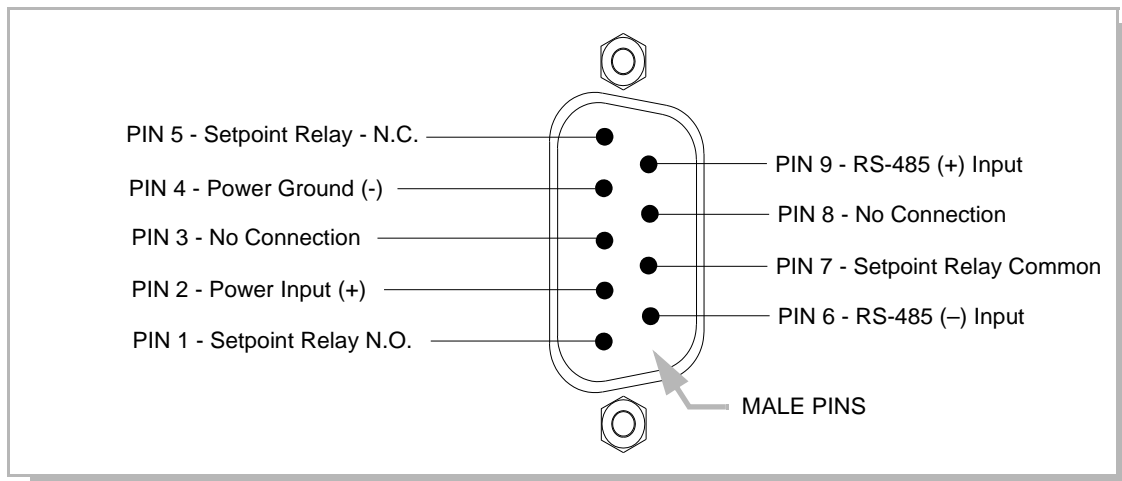 PIN 5 - Setpoint Relay - N.C.
PIN 4 - Power Ground (-)
PIN 3 - No Connection
PIN 2 - Power Input (+)
PIN 1 - Setpoint Relay N.O.
PIN 9 - RS-485 (+) Input
PIN 8 - No Connection
PIN 7 - Setpoint Relay Common
PIN 6 - RS-485 (–) Input
MALE PINS